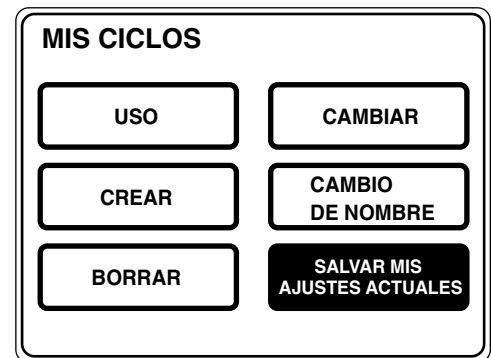 MIS CICLOS
USO
CAMBIAR
CREAR
CAMBIO
DE NOMBRE
BORRAR
SALVAR MIS
AJUSTES ACTUALES